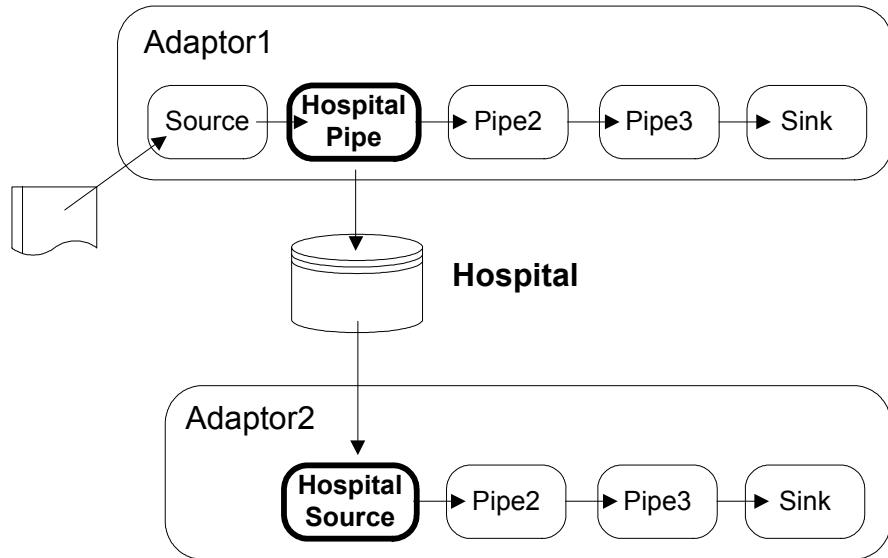 Adaptor1
Source
Hospital
Pipe
Pipe2
Pipe3
Sink
Hospital
Adaptor2
Hospital
Source
Pipe2
Pipe3
Sink